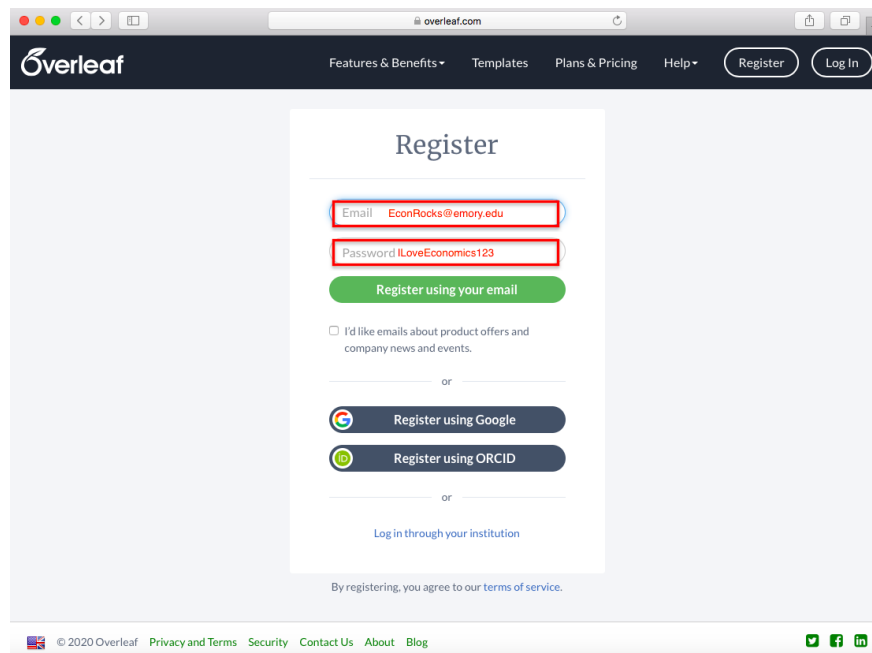 overleaf.com
Overleaf
Features & Benefits Templates Plans & Pricing Help Register Log In
Register
Email EconRocks@emory.edu
Password ILoveEconomics123
Register using your email
I'd like emails about product offers and
company news and events.
or
Register using Google
iD Register using ORCID
or
Log in through your institution
By registering, you agree to our terms of service.
© 2020 Overleaf Privacy and Terms Security Contact Us About Blog